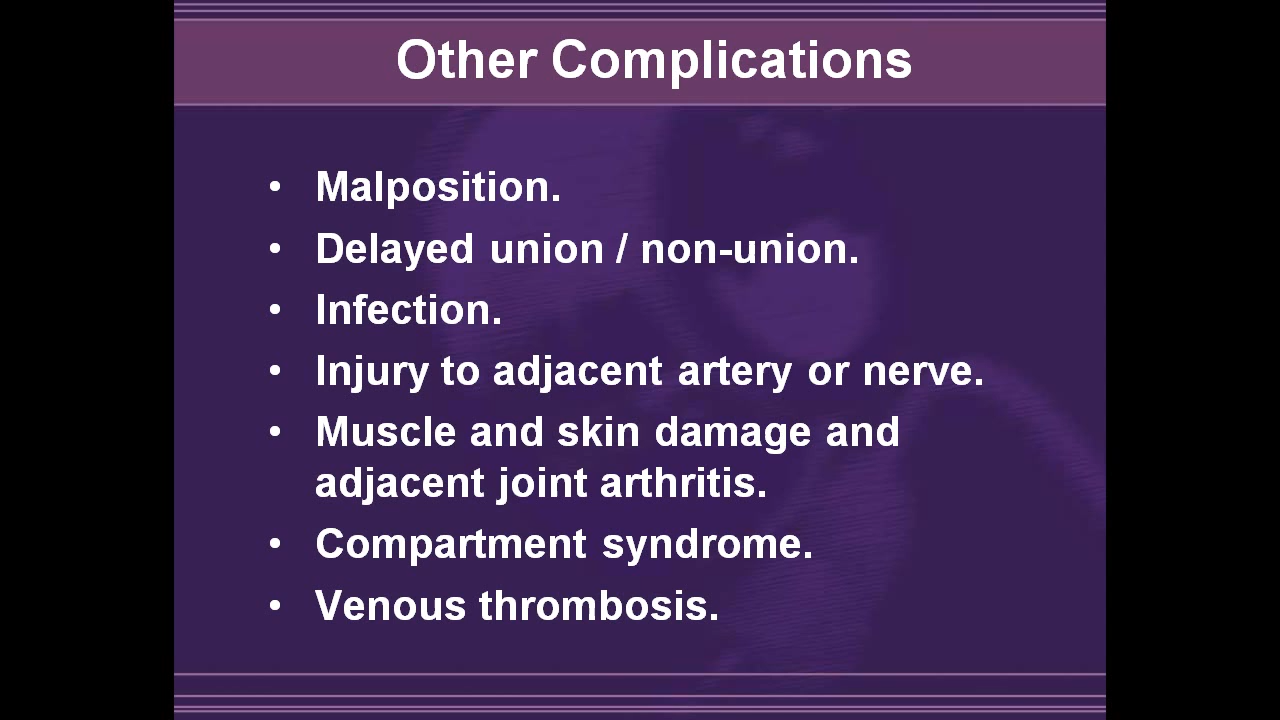 Other Complications
• Malposition.
• Delayed union / non-union.
• Infection.
• Injury to adjacent artery or nerve.
• Muscle and skin damage and
adjacent joint arthritis.
• Compartment syndrome.
• Venous thrombosis.